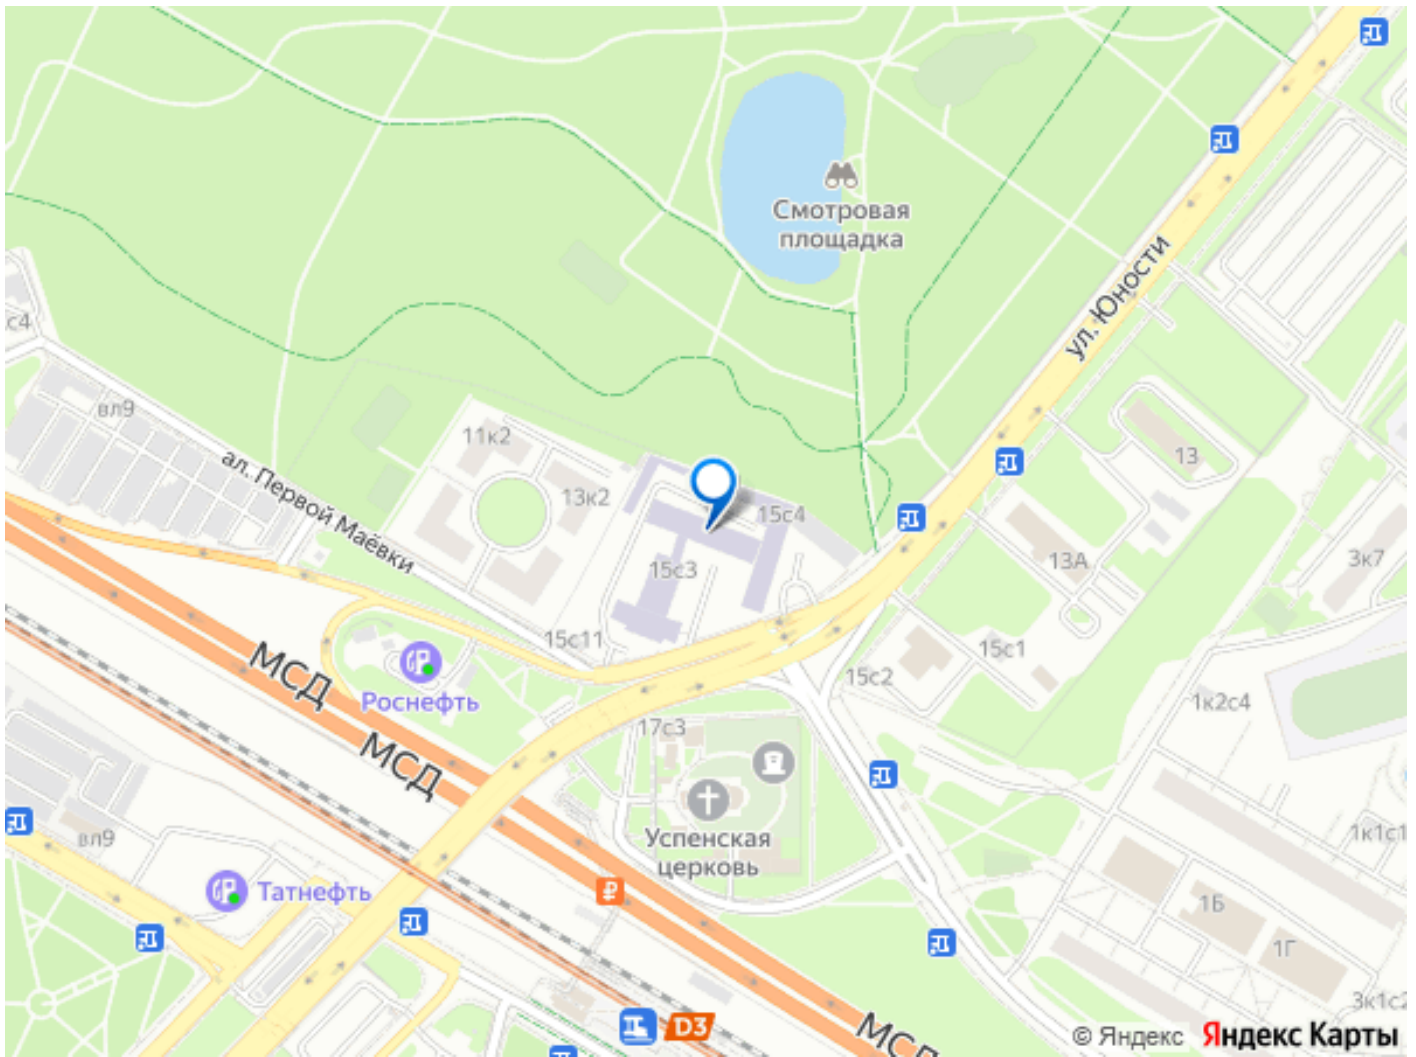 Смотровая
площадка
ул. Юности
с4
вл9
ал. Первой Маёвки
11к2
13к2
15с4
15с3
15с11
13
13А
3к7
15с1
15с2
1к2с4
МСД
МСД
Роснефть
17с3
Успенская
церковь
вл9
Татнефть
₽
1к1с1
1Б
1Г
3к1с2
D3
МСД
© Яндекс Яндекс Карты